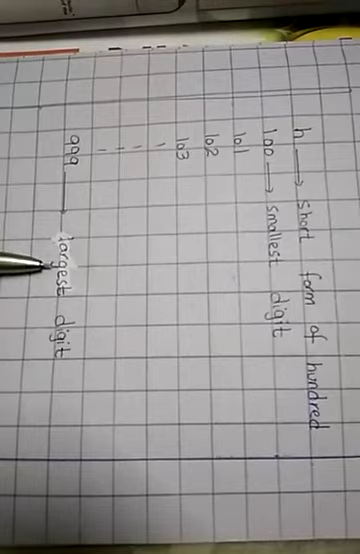 h → short form of hundred
100 → smallest digit
101
102
103
999 → largest digit